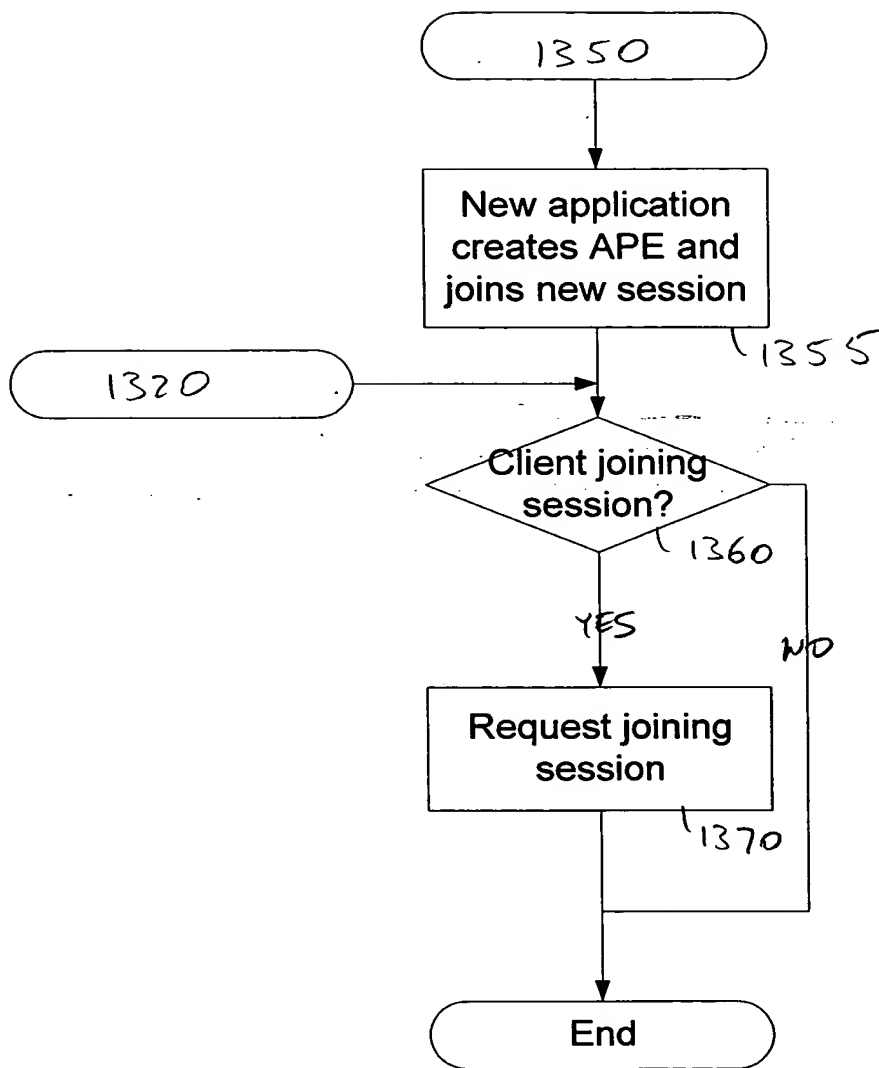 1350
New application
creates APE and
joins new session
1355
1320
Client joining
session?
1360
YES
NO
Request joining
session
1370
End